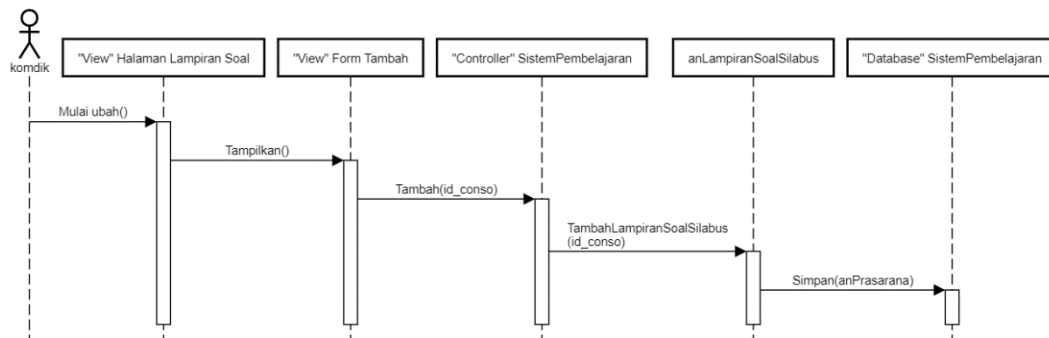 komdik
"View" Halaman Lampiran Soal
"View" Form Tambah
"Controller" SistemPembelajaran
anLampiranSoalSilabus
"Database" SistemPembelajaran
Mulai ubah()
Tampilkan()
Tambah(id_conso)
TambahLampiranSoalSilabus
(id_conso)
Simpan(anPrasarana)